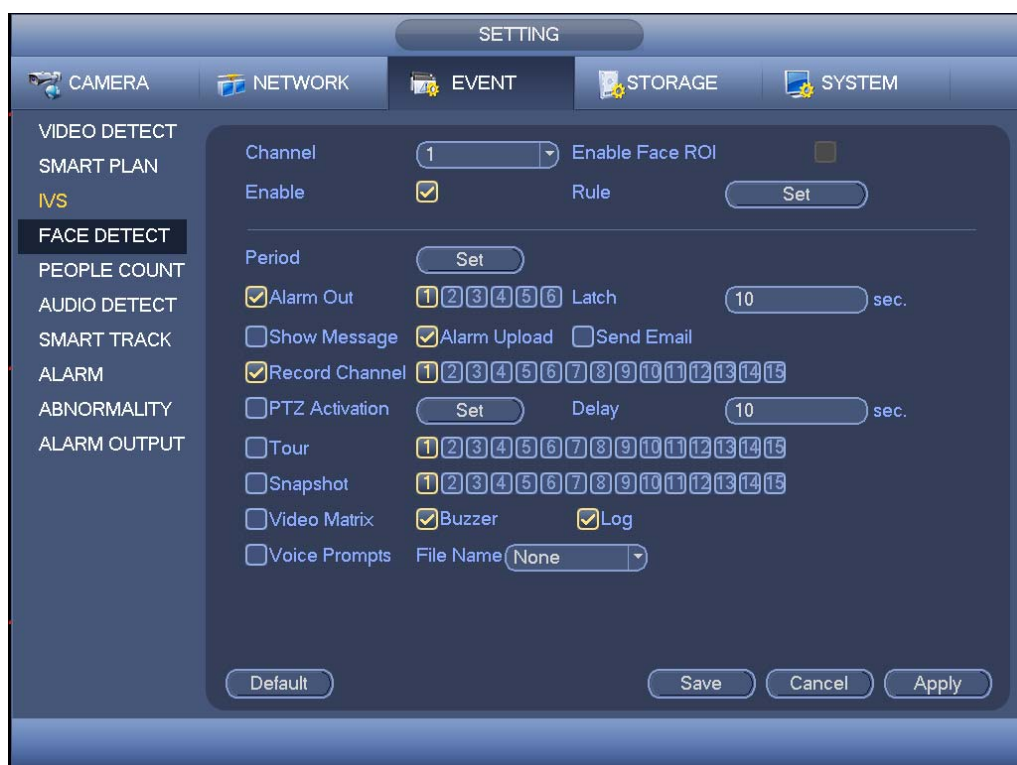 SETTING
CAMERA NETWORK EVENT STORAGE SYSTEM
VIDEO DETECT
SMART PLAN
IVS
FACE DETECT
PEOPLE COUNT
AUDIO DETECT
SMART TRACK
ALARM
ABNORMALITY
ALARM OUTPUT
Channel 1 Enable Face ROI
Enable Rule Set
Period Set
Alarm Out 1 2 3 4 5 6 Latch 10 sec.
Show Message Alarm Upload Send Email
Record Channel 1 2 3 4 5 6 7 8 9 10 11 12 13 14 15
PTZ Activation Set Delay 10 sec.
Tour 1 2 3 4 5 6 7 8 9 10 11 12 13 14 15
Snapshot 1 2 3 4 5 6 7 8 9 10 11 12 13 14 15
Video Matrix Buzzer Log
Voice Prompts File Name None
Default Save Cancel Apply